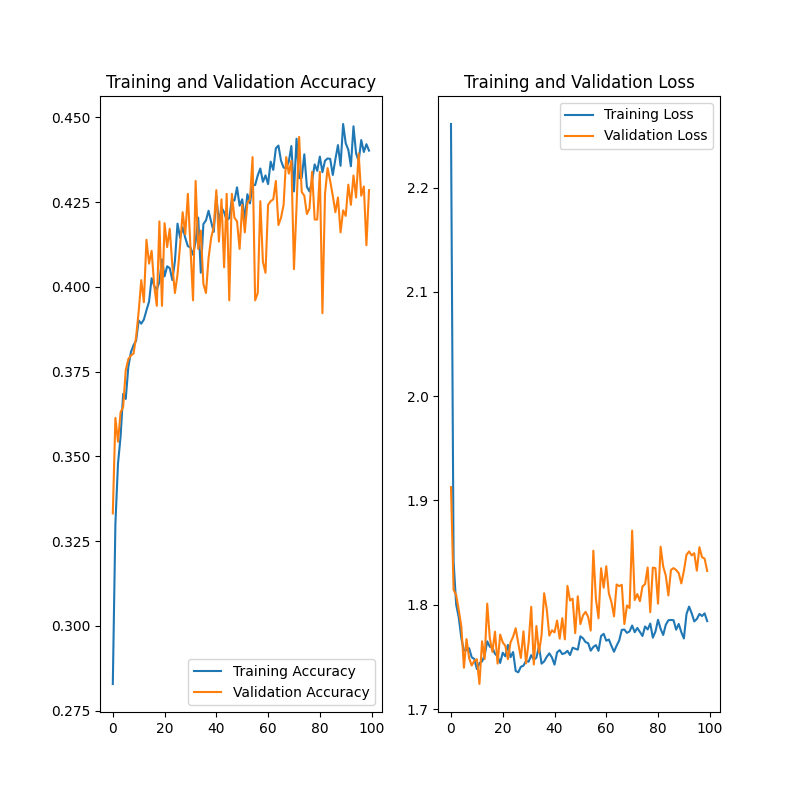 Training and Validation Accuracy
0.450
0.425
0.400
0.375
0.350
0.325
0.300
0.275
0 20 40 60 80 100
Training Accuracy
Validation Accuracy
Training and Validation Loss
Training Loss
Validation Loss
2.2
2.1
2.0
1.9
1.8
1.7
0 20 40 60 80 100